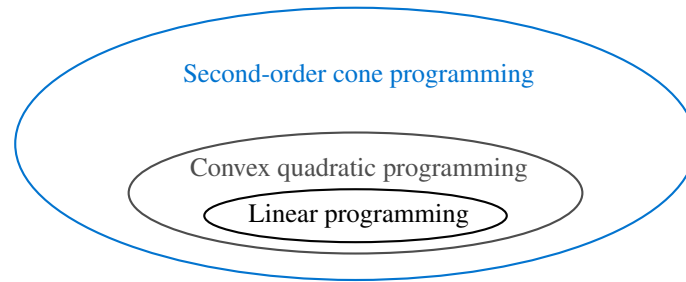 Second-order cone programming
Convex quadratic programming
Linear programming